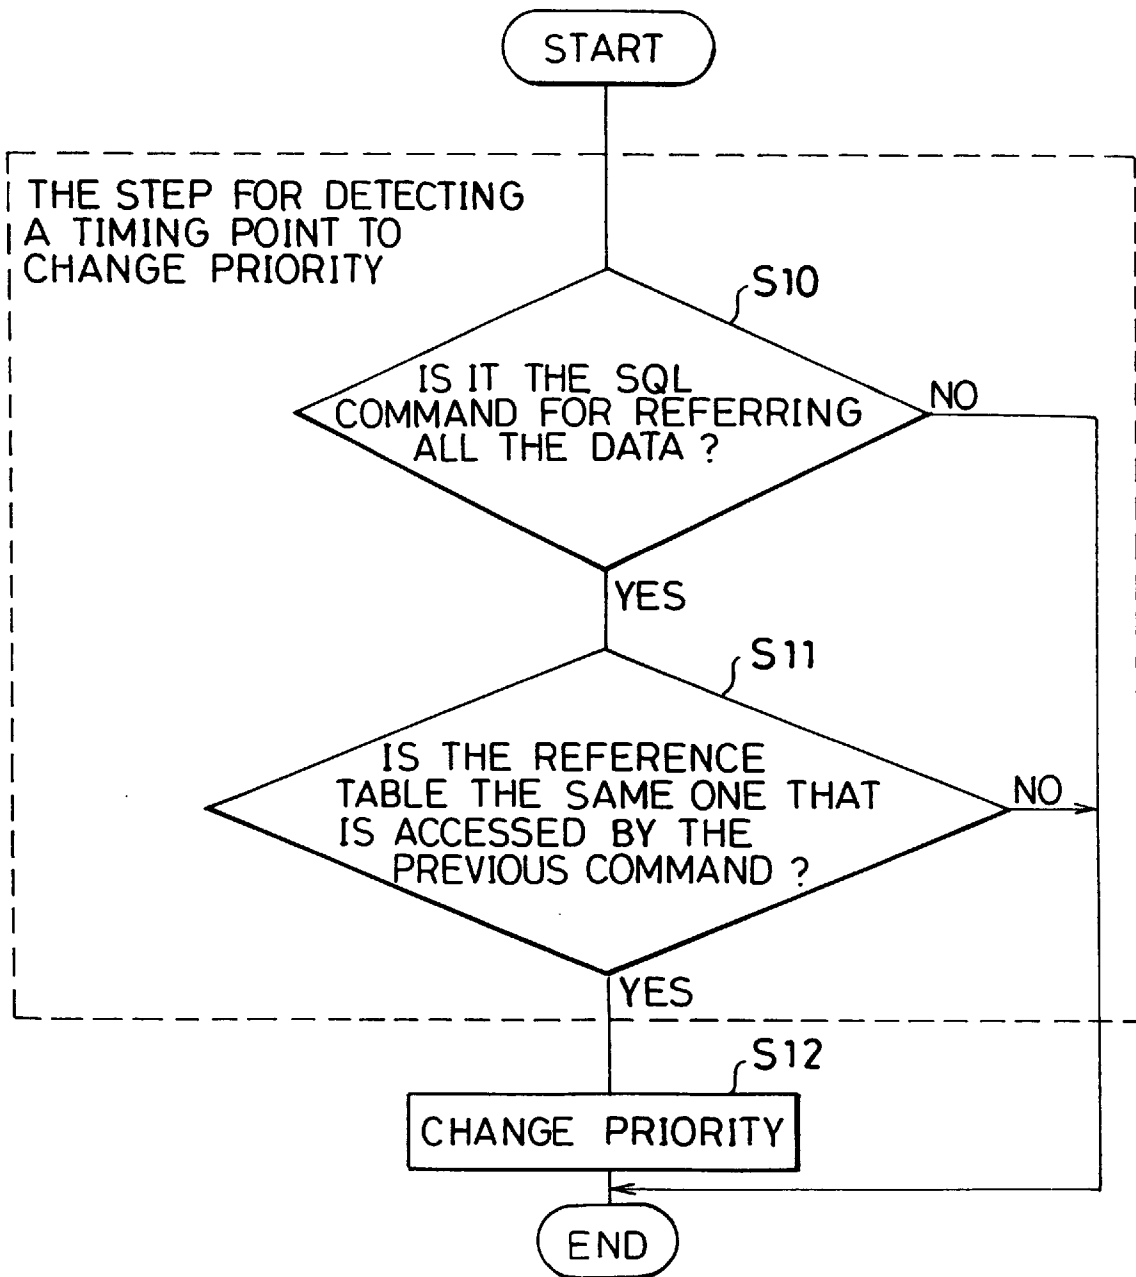 START
THE STEP FOR DETECTING
A TIMING POINT TO
CHANGE PRIORITY
S10
IS IT THE SQL
COMMAND FOR REFERRING
ALL THE DATA ?
NO
YES
S11
IS THE REFERENCE
TABLE THE SAME ONE THAT
IS ACCESSED BY THE
PREVIOUS COMMAND ?
NO
YES
S12
CHANGE PRIORITY
END